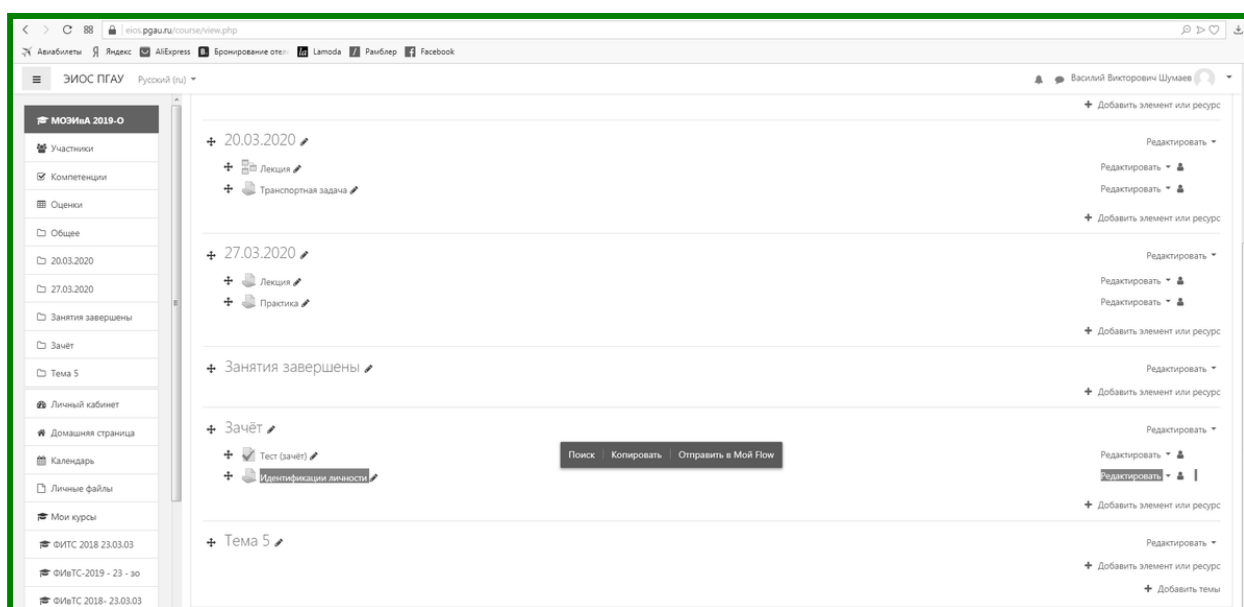 88 eios.pgau.ru/course/view.php
Авиабилеты Яндекс AliExpress Бронирование отел Lamoda Рамблер Facebook
ЭИОС ПГАУ Русский (ru) Василий Викторович Шумаев
МОЭИвА 2019-О
Участники
Компетенции
Оценки
Общее
20.03.2020
27.03.2020
Занятия завершены
Зачёт
Тема 5
Личный кабинет
Домашняя страница
Календарь
Личные файлы
Мои курсы
ФИТС 2018 23.03.03
ФИвТС-2019 - 23 - зо
ФИвТС 2018- 23.03.03
Добавить элемент или ресурс
20.03.2020 Редактировать
Лекция Редактировать
Транспортная задача Редактировать
Добавить элемент или ресурс
27.03.2020 Редактировать
Лекция Редактировать
Практика Редактировать
Добавить элемент или ресурс
Занятия завершены Редактировать
Добавить элемент или ресурс
Зачёт Редактировать
Тест (зачёт) Редактировать
Поиск Копировать Отправить в Мой Flow
Идентификации личности Редактировать
Добавить элемент или ресурс
Тема 5 Редактировать
Добавить элемент или ресурс
Добавить темы